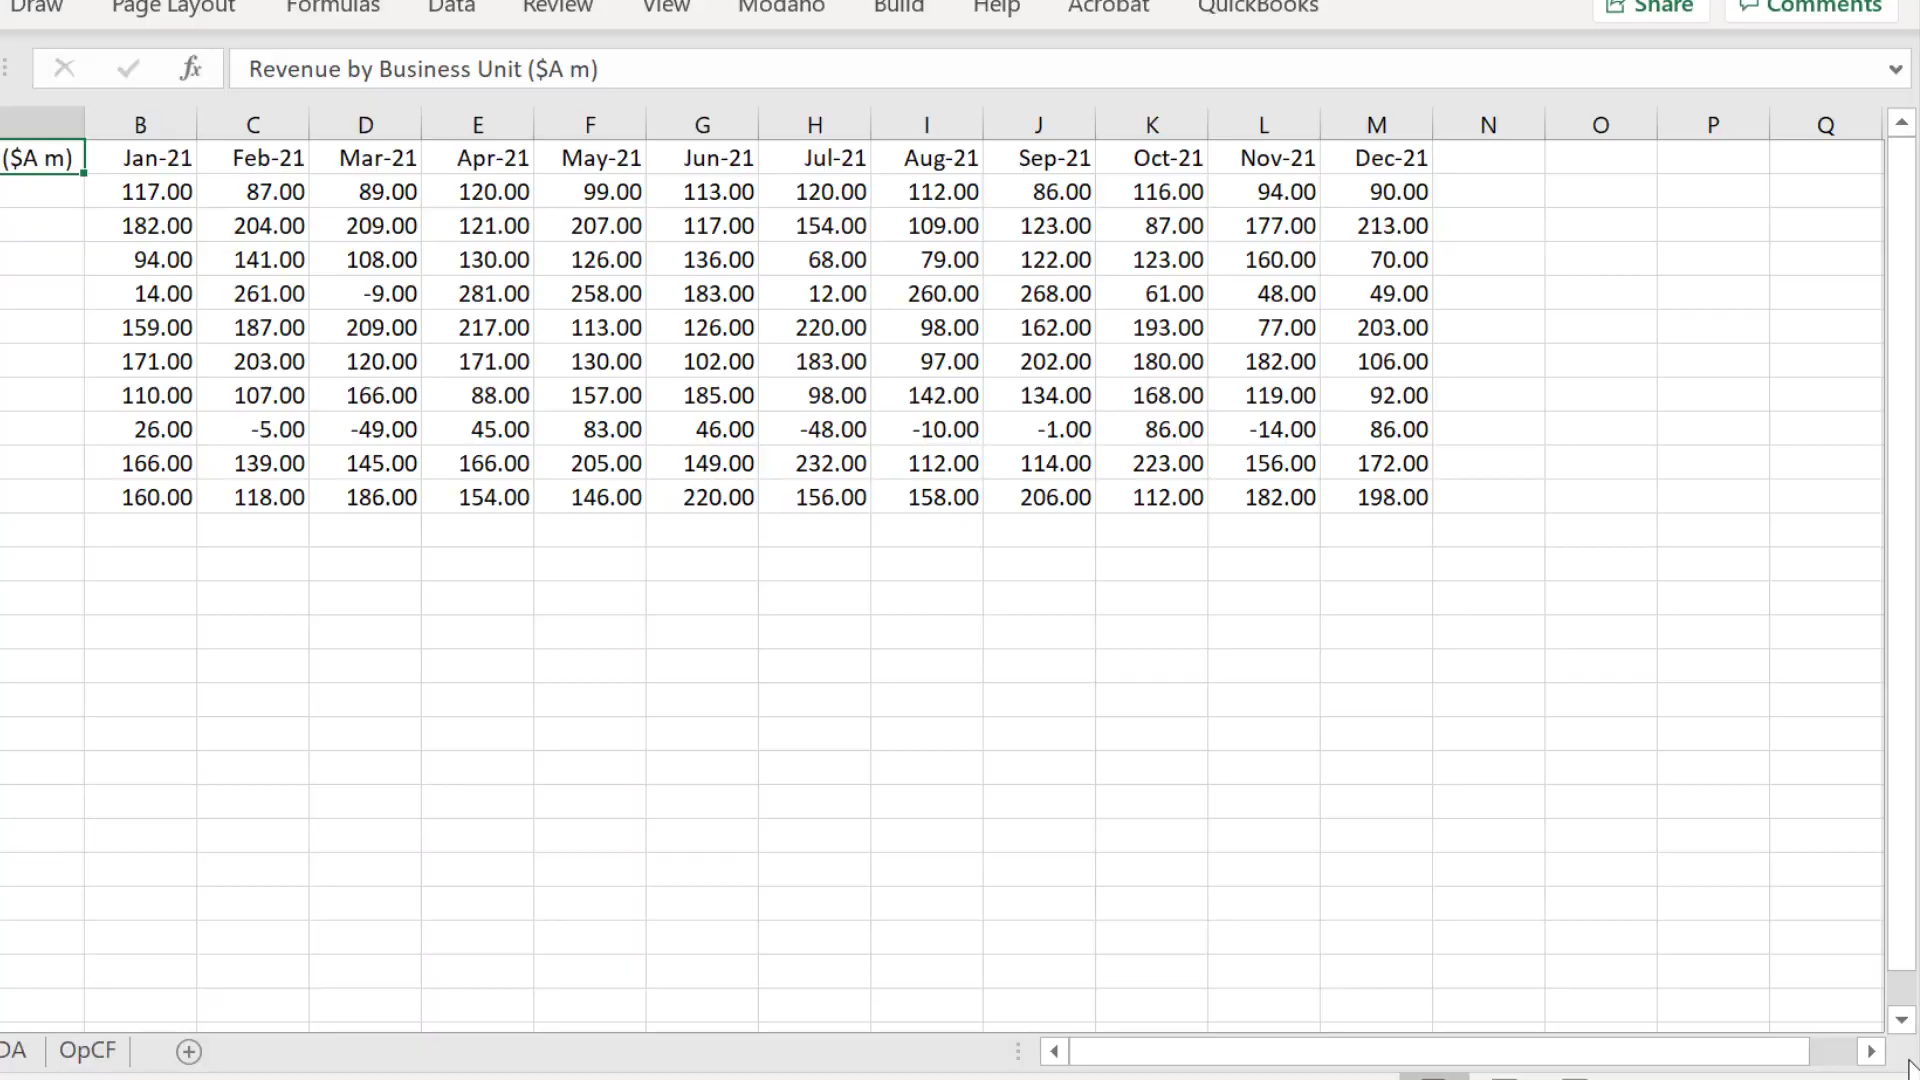 Draw Page Layout Formulas Data Review View Modano Build Help Acrobat QuickBooks Share Comments
fx Revenue by Business Unit ($A m)
B C D E F G H I J K L M N O P Q
($A m) Jan-21 Feb-21 Mar-21 Apr-21 May-21 Jun-21 Jul-21 Aug-21 Sep-21 Oct-21 Nov-21 Dec-21
117.00 87.00 89.00 120.00 99.00 113.00 120.00 112.00 86.00 116.00 94.00 90.00
182.00 204.00 209.00 121.00 207.00 117.00 154.00 109.00 123.00 87.00 177.00 213.00
94.00 141.00 108.00 130.00 126.00 136.00 68.00 79.00 122.00 123.00 160.00 70.00
14.00 261.00 -9.00 281.00 258.00 183.00 12.00 260.00 268.00 61.00 48.00 49.00
159.00 187.00 209.00 217.00 113.00 126.00 220.00 98.00 162.00 193.00 77.00 203.00
171.00 203.00 120.00 171.00 130.00 102.00 183.00 97.00 202.00 180.00 182.00 106.00
110.00 107.00 166.00 88.00 157.00 185.00 98.00 142.00 134.00 168.00 119.00 92.00
26.00 -5.00 -49.00 45.00 83.00 46.00 -48.00 -10.00 -1.00 86.00 -14.00 86.00
166.00 139.00 145.00 166.00 205.00 149.00 232.00 112.00 114.00 223.00 156.00 172.00
160.00 118.00 186.00 154.00 146.00 220.00 156.00 158.00 206.00 112.00 182.00 198.00
DA OpCF